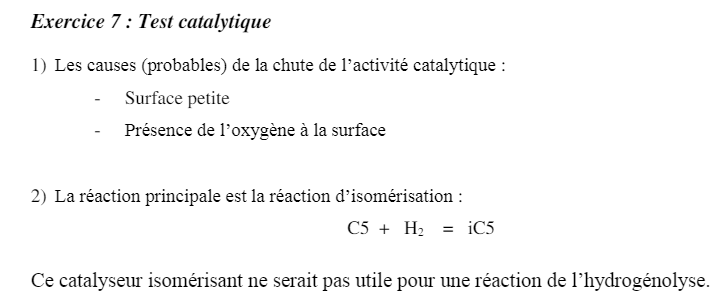 Exercice 7 : Test catalytique
1) Les causes (probables) de la chute de l'activité catalytique :
- Surface petite
- Présence de l'oxygène à la surface
2) La réaction principale est la réaction d'isomérisation :
C5 + H₂ = iC5
Ce catalyseur isomérisant ne serait pas utile pour une réaction de l'hydrogénolyse.